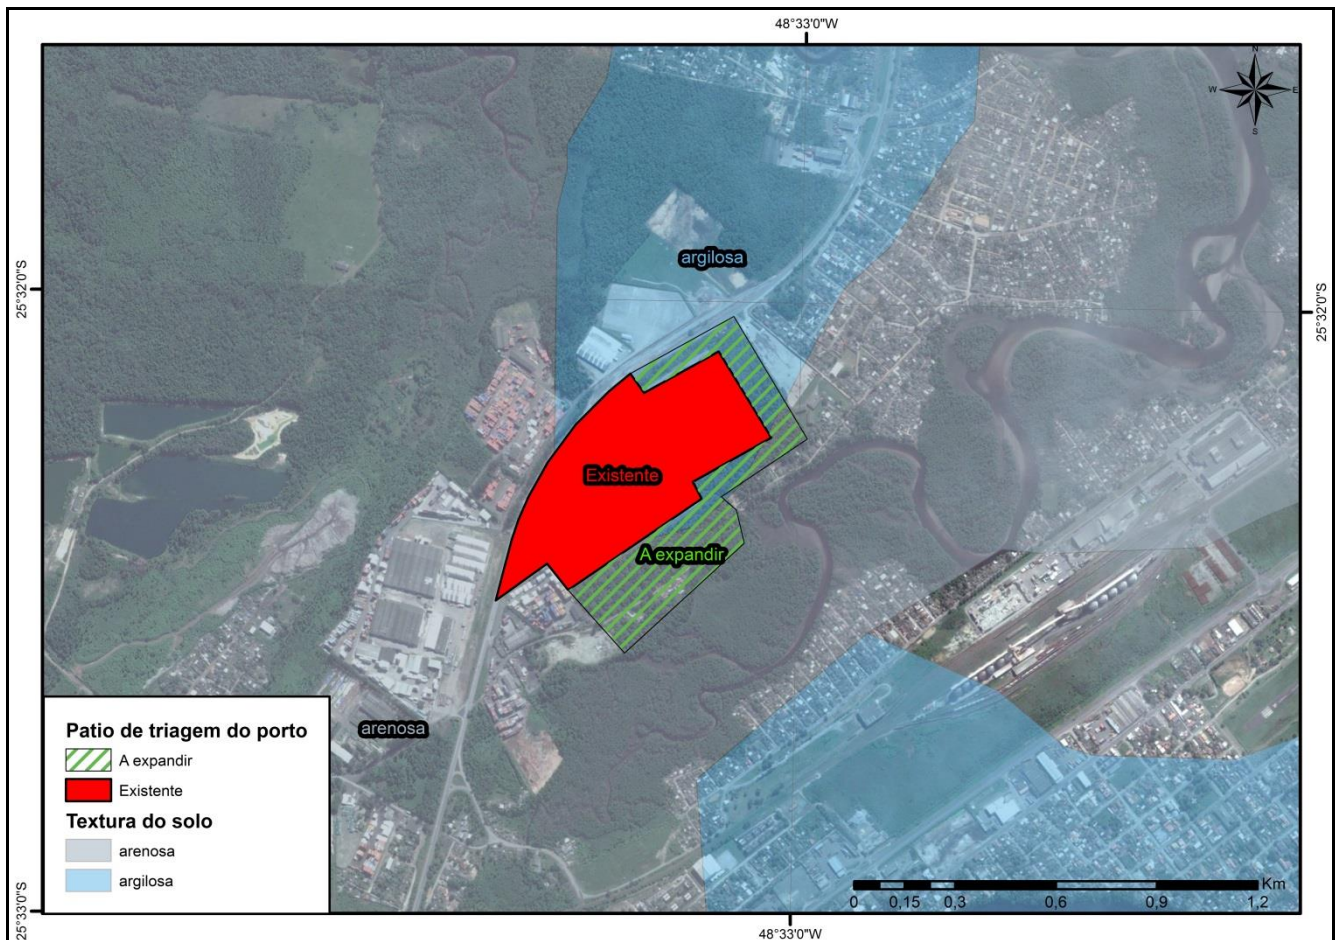 48°33'0"W
N
W
E
S
25°32'0"S
25°32'0"S
argilosa
Existente
A expandir
arenosa
Patio de triagem do porto
A expandir
Existente
Textura do solo
arenosa
argilosa
Km
0 0,15 0,3 0,6 0,9 1,2
25°33'0"S
48°33'0"W